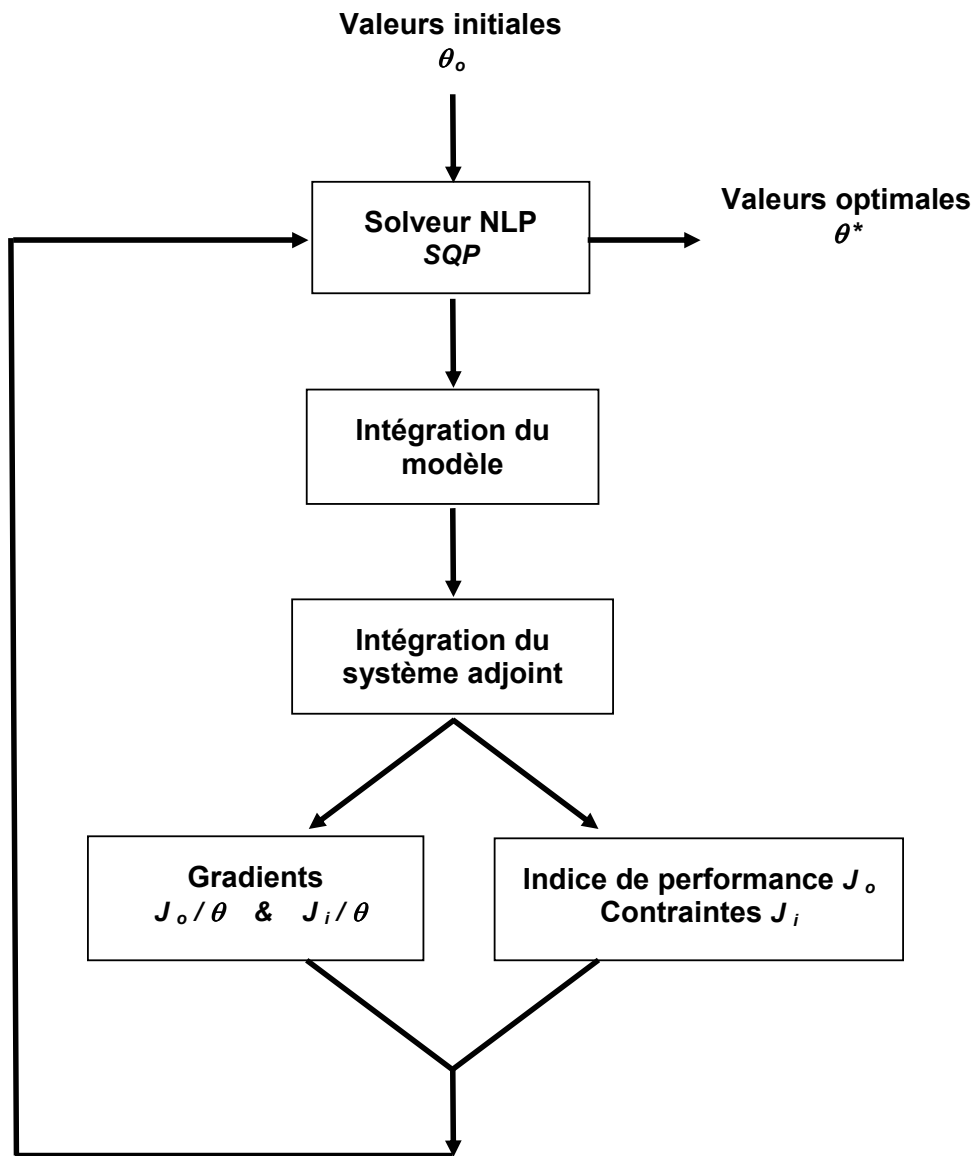 Valeurs initiales
θ o
Solveur NLP
SQP
Valeurs optimales
θ*
Intégration du
modèle
Intégration du
système adjoint
Gradients
J o / θ & J i / θ
Indice de performance J o
Contraintes J i